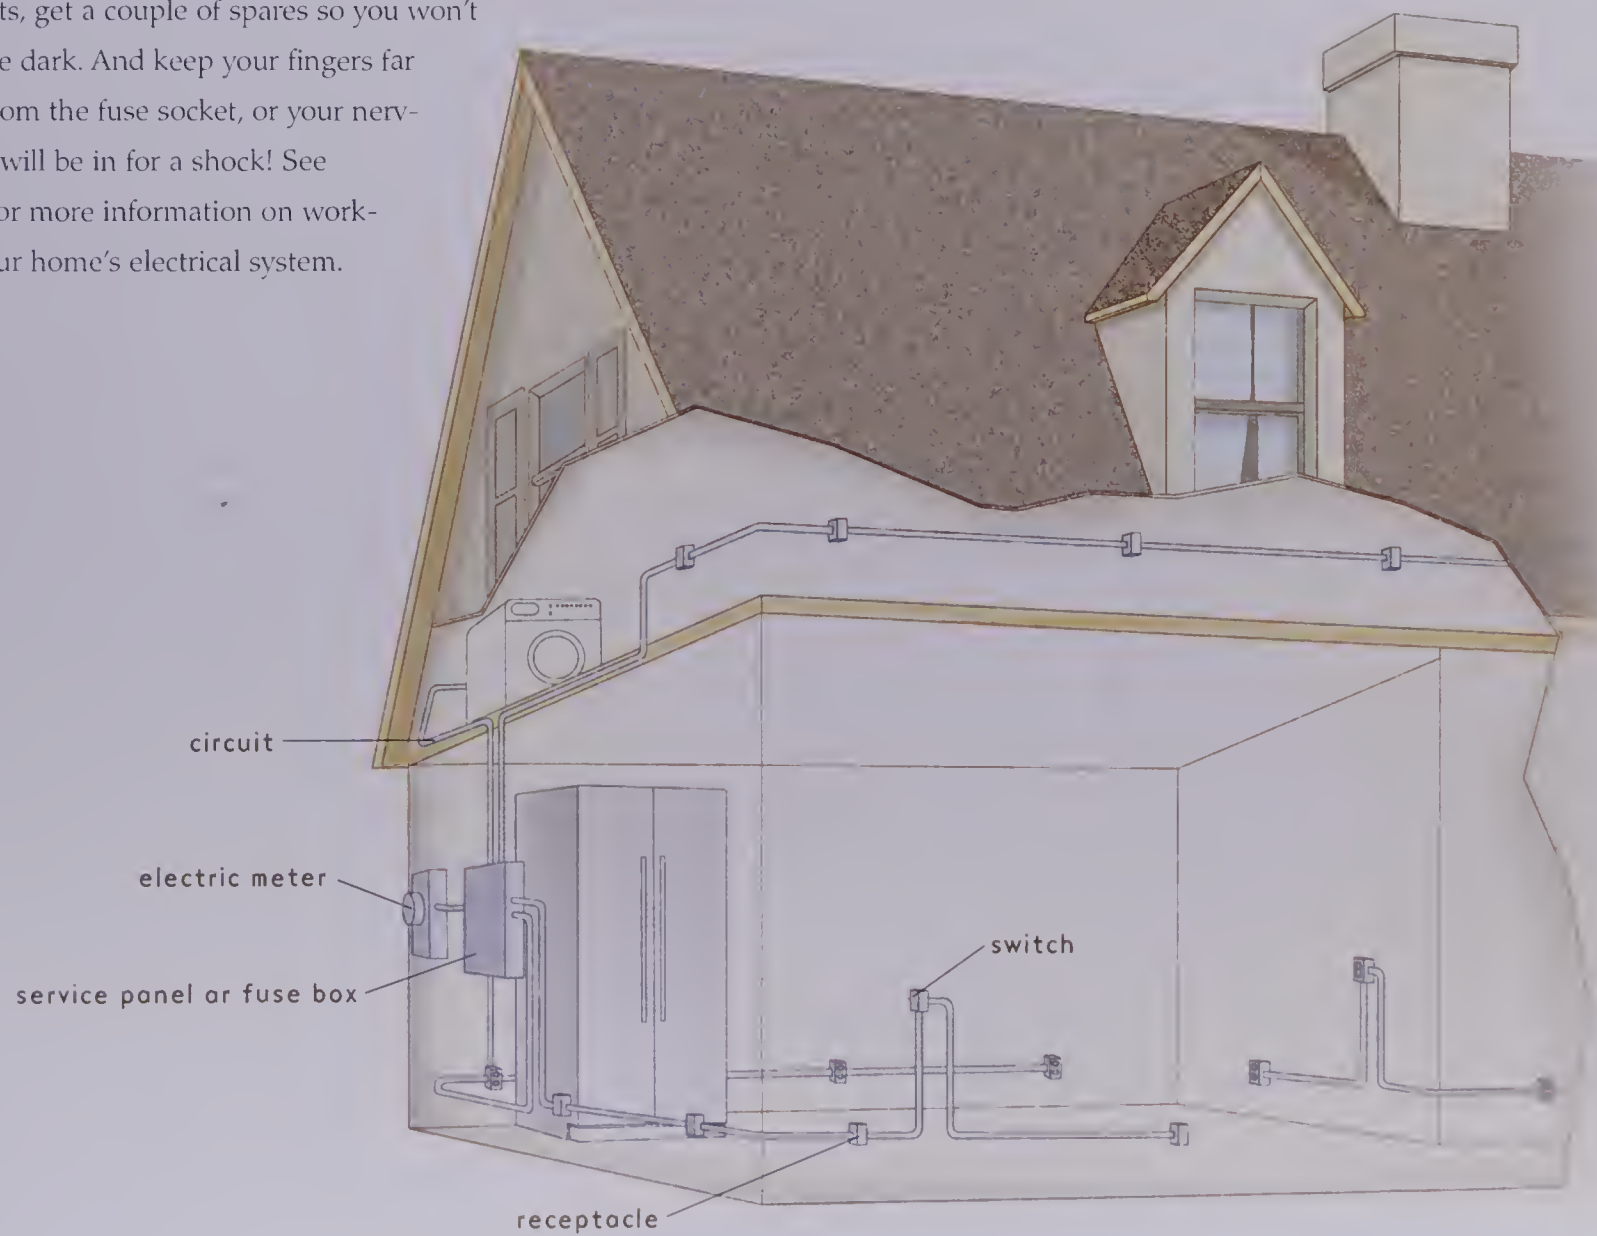 ts, get a couple of spares so you won't
e dark. And keep your fingers far
om the fuse socket, or your nerv-
will be in for a shock! See
or more information on work-
ur home's electrical system.
circuit
electric meter
switch
service panel or fuse box
receptacle